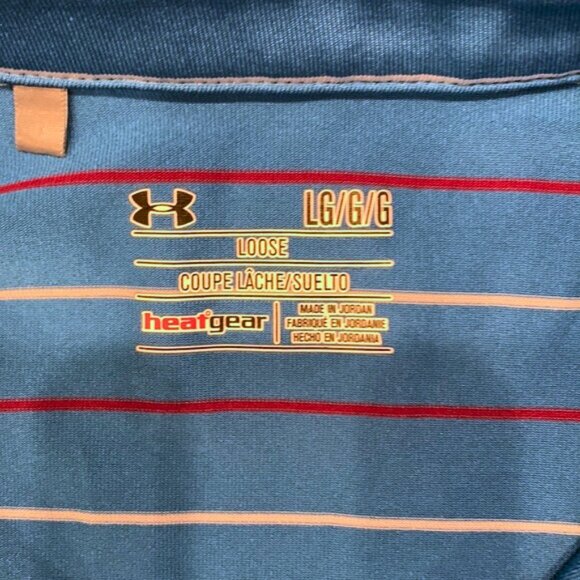 LG/G/G
LOOSE
COUPE LÂCHE/SUELTO
heatgear
MADE IN JORDAN
FABRIQUÉ EN JORDANIE
HECHO EN JORDANIA